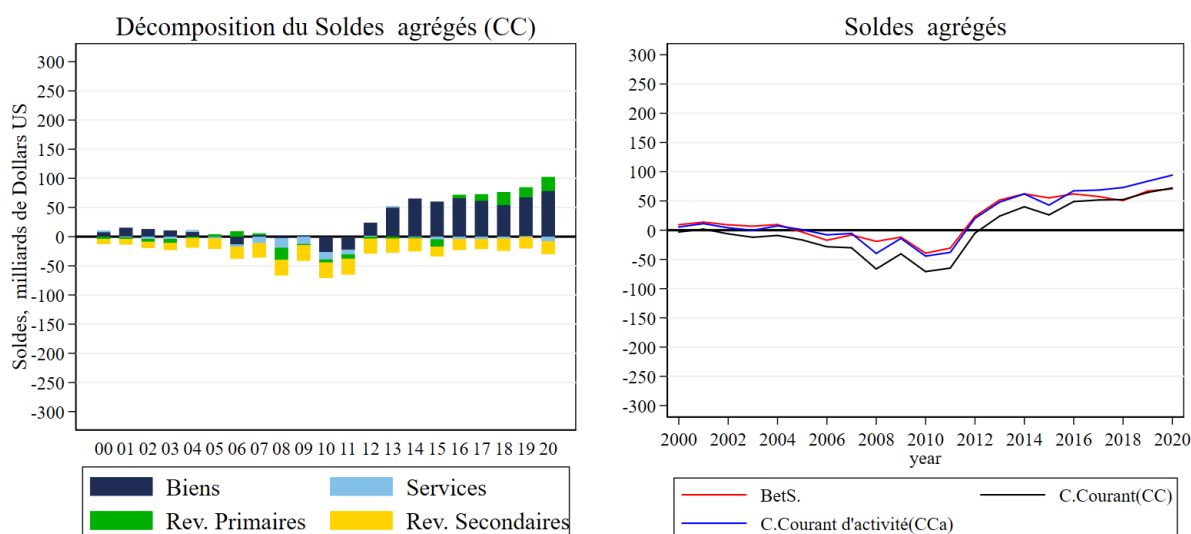 Décomposition du Soldes agrégés (CC)
Soldes, milliards de Dollars US
300
250
200
150
100
50
0
-50
-100
-150
-200
-250
-300
00 01 02 03 04 05 06 07 08 09 10 11 12 13 14 15 16 17 18 19 20
Biens
Services
Rev. Primaires
Rev. Secondaires
Soldes agrégés
300
250
200
150
100
50
0
-50
-100
-150
-200
-250
-300
2000 2002 2004 2006 2008 2010 2012 2014 2016 2018 2020
year
BetS.
C.Courant(CC)
C.Courant d'activité(CCa)